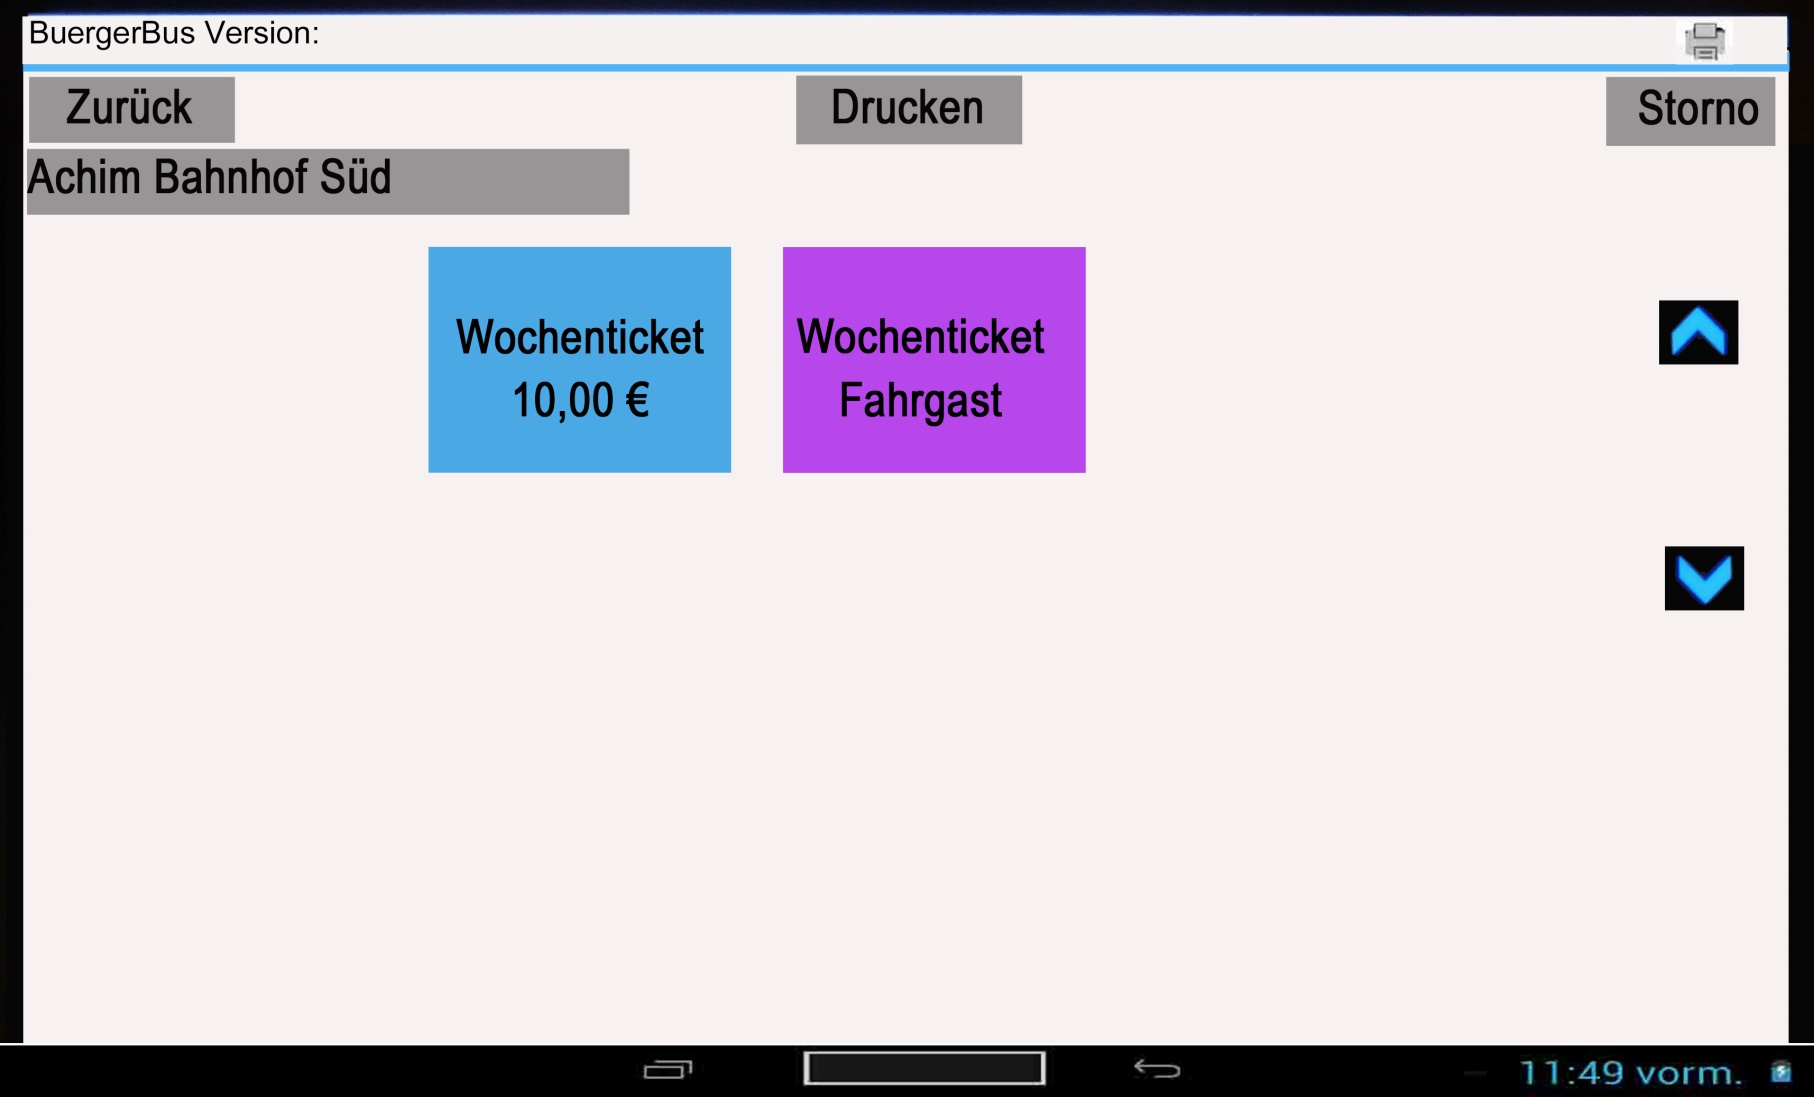 BuergerBus Version:
Zurück
Drucken
Storno
Achim Bahnhof Süd
Wochenticket
10,00 €
Wochenticket
Fahrgast
11:49 vorm.